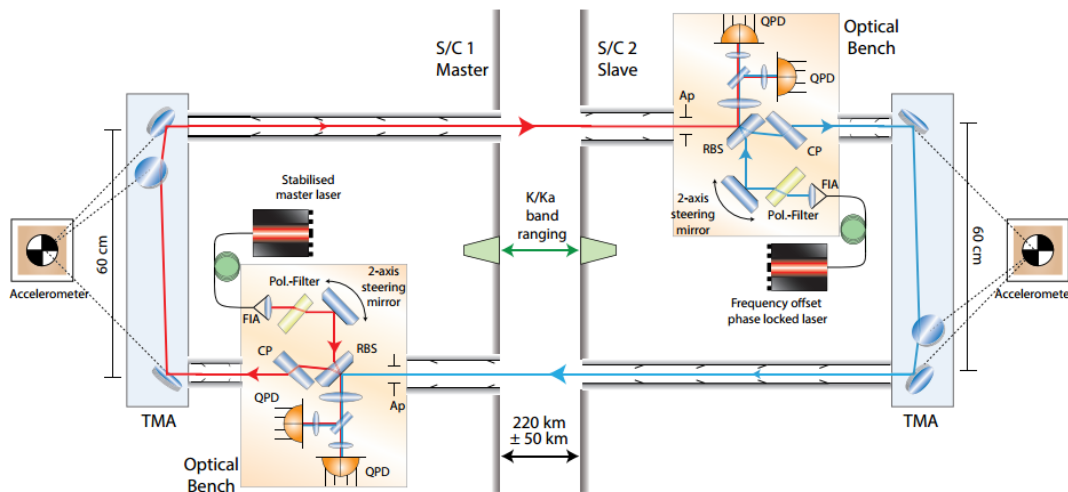 S/C 1
Master
S/C 2
Slave
QPD
QPD
Optical
Bench
Ap
RBS
CP
2-axis
steering
mirror
Pol.-Filter
FIA
Stabilised
master laser
K/Ka
band
ranging
60 cm
Accelerometer
60 cm
Acceleromete
Frequency offset
phase locked laser
2-axis
steering
mirror
Pol.-Filter
FIA
CP
RBS
Ap
QPD
QPD
TMA
TMA
Optical
Bench
220 km
± 50 km